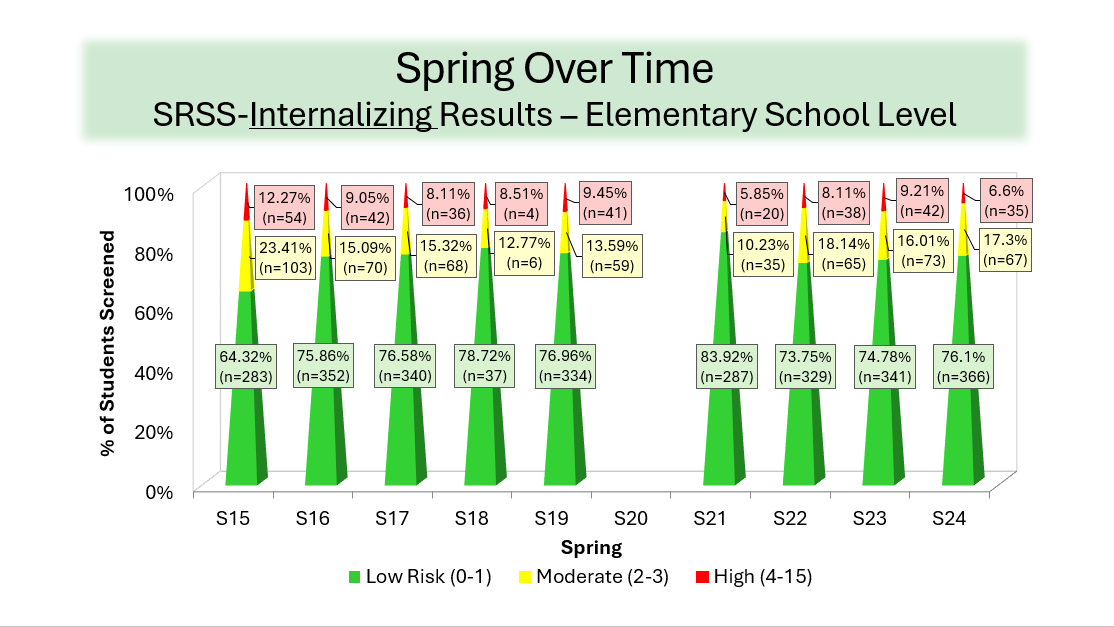 Spring Over Time
SRSS-Internalizing Results – Elementary School Level
% of Students Screened
100%
80%
60%
40%
20%
0%
12.27%
(n=54)
9.05%
(n=42)
8.11%
(n=36)
8.51%
(n=4)
9.45%
(n=41)
5.85%
(n=20)
8.11%
(n=38)
9.21%
(n=42)
6.6%
(n=35)
23.41%
(n=103)
15.09%
(n=70)
15.32%
(n=68)
12.77%
(n=6)
13.59%
(n=59)
10.23%
(n=35)
18.14%
(n=65)
16.01%
(n=73)
17.3%
(n=67)
64.32%
(n=283)
75.86%
(n=352)
76.58%
(n=340)
78.72%
(n=37)
76.96%
(n=334)
83.92%
(n=287)
73.75%
(n=329)
74.78%
(n=341)
76.1%
(n=366)
S15 S16 S17 S18 S19 S20 S21 S22 S23 S24
Spring
Low Risk (0-1) Moderate (2-3) High (4-15)